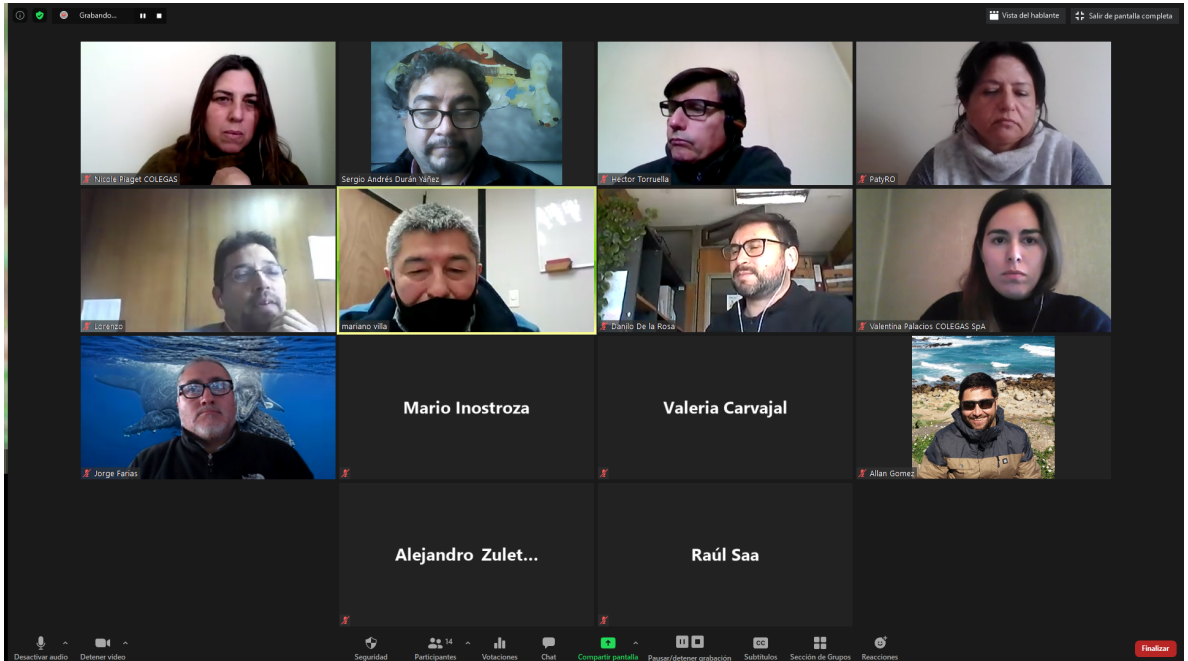 Grabando...
Vista del hablante
Salir de pantalla completa
Nicole Piaget COLEGAS
Sergio Andrés Durán Yáñez
Héctor Torruella
PatyRO
Lorenzo
mariano villa
Danilo De la Rosa
Valentina Palacios COLEGAS SpA
Jorge Farias
Mario Inostroza
Valeria Carvajal
Allan Gomez
Alejandro Zulet...
Raúl Saa
Desactivar audio
Detener video
Seguridad
14
Participantes
Votaciones
Chat
Compartir pantalla
Pausar/detener grabación
CC
Subtítulos
Sección de Grupos
Reacciones
Finalizar